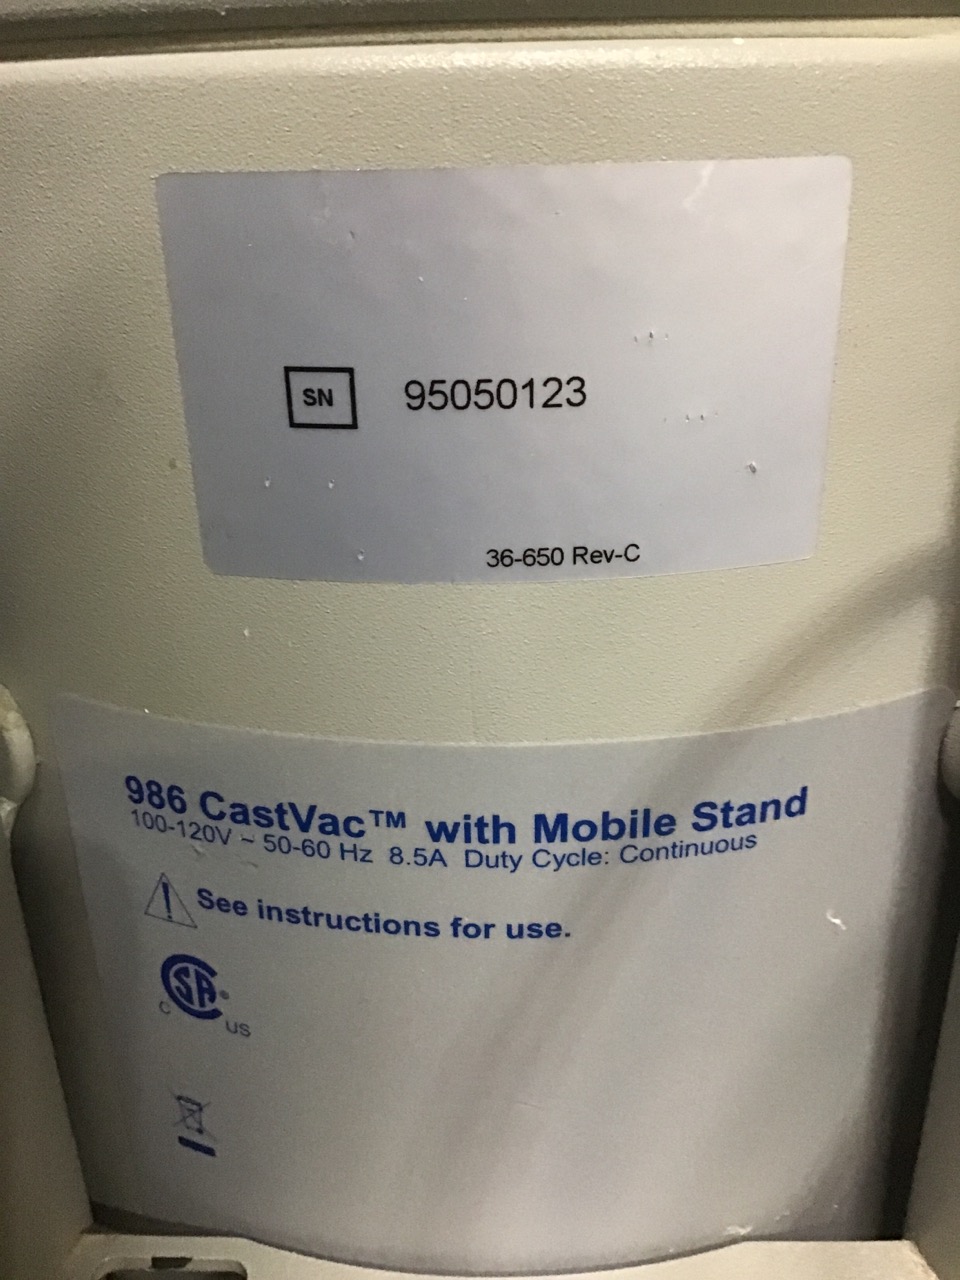 SN 95050123
36-650 Rev-C
986 CastVac™ with Mobile Stand
100-120V ~ 50-60 Hz 8.5A Duty Cycle: Continuous
See instructions for use.
CSA®
C US